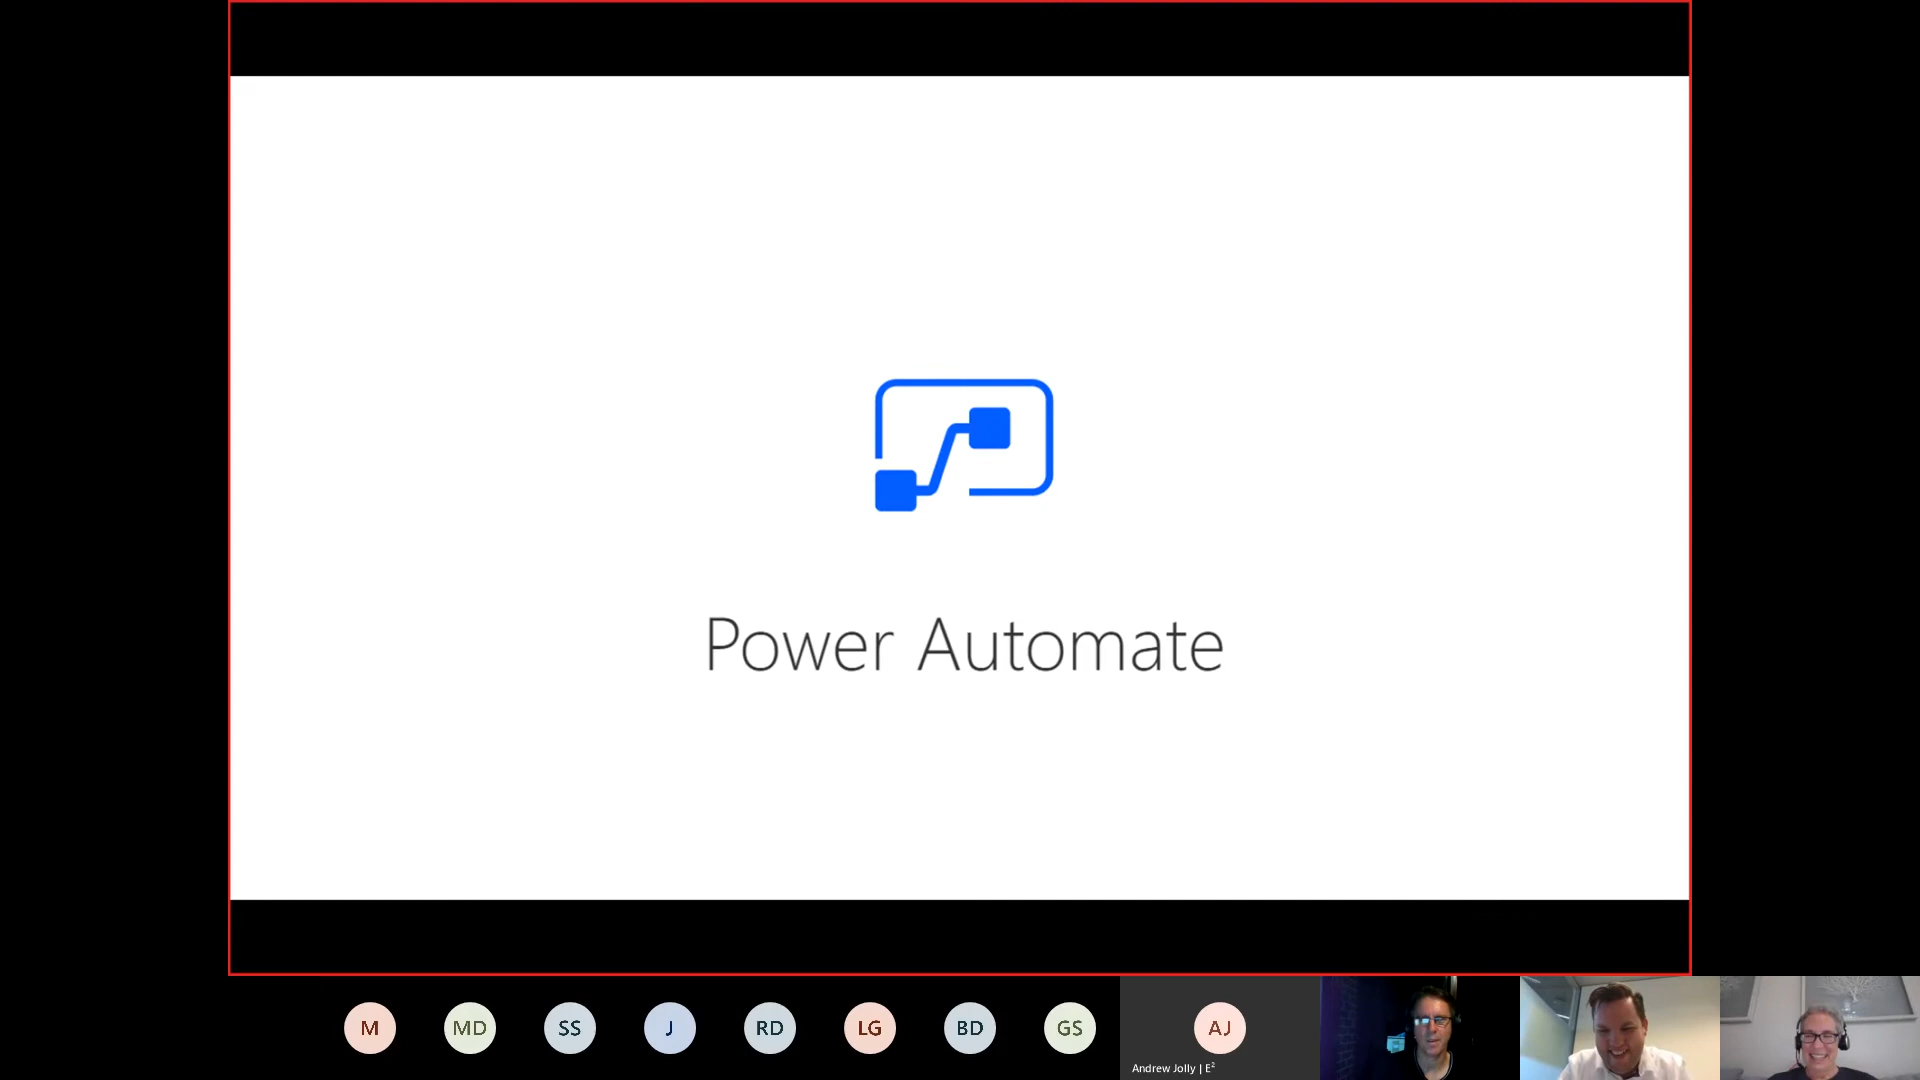 Power Automate
M
MD
SS
J
RD
LG
BD
GS
AJ
Andrew Jolly | E²